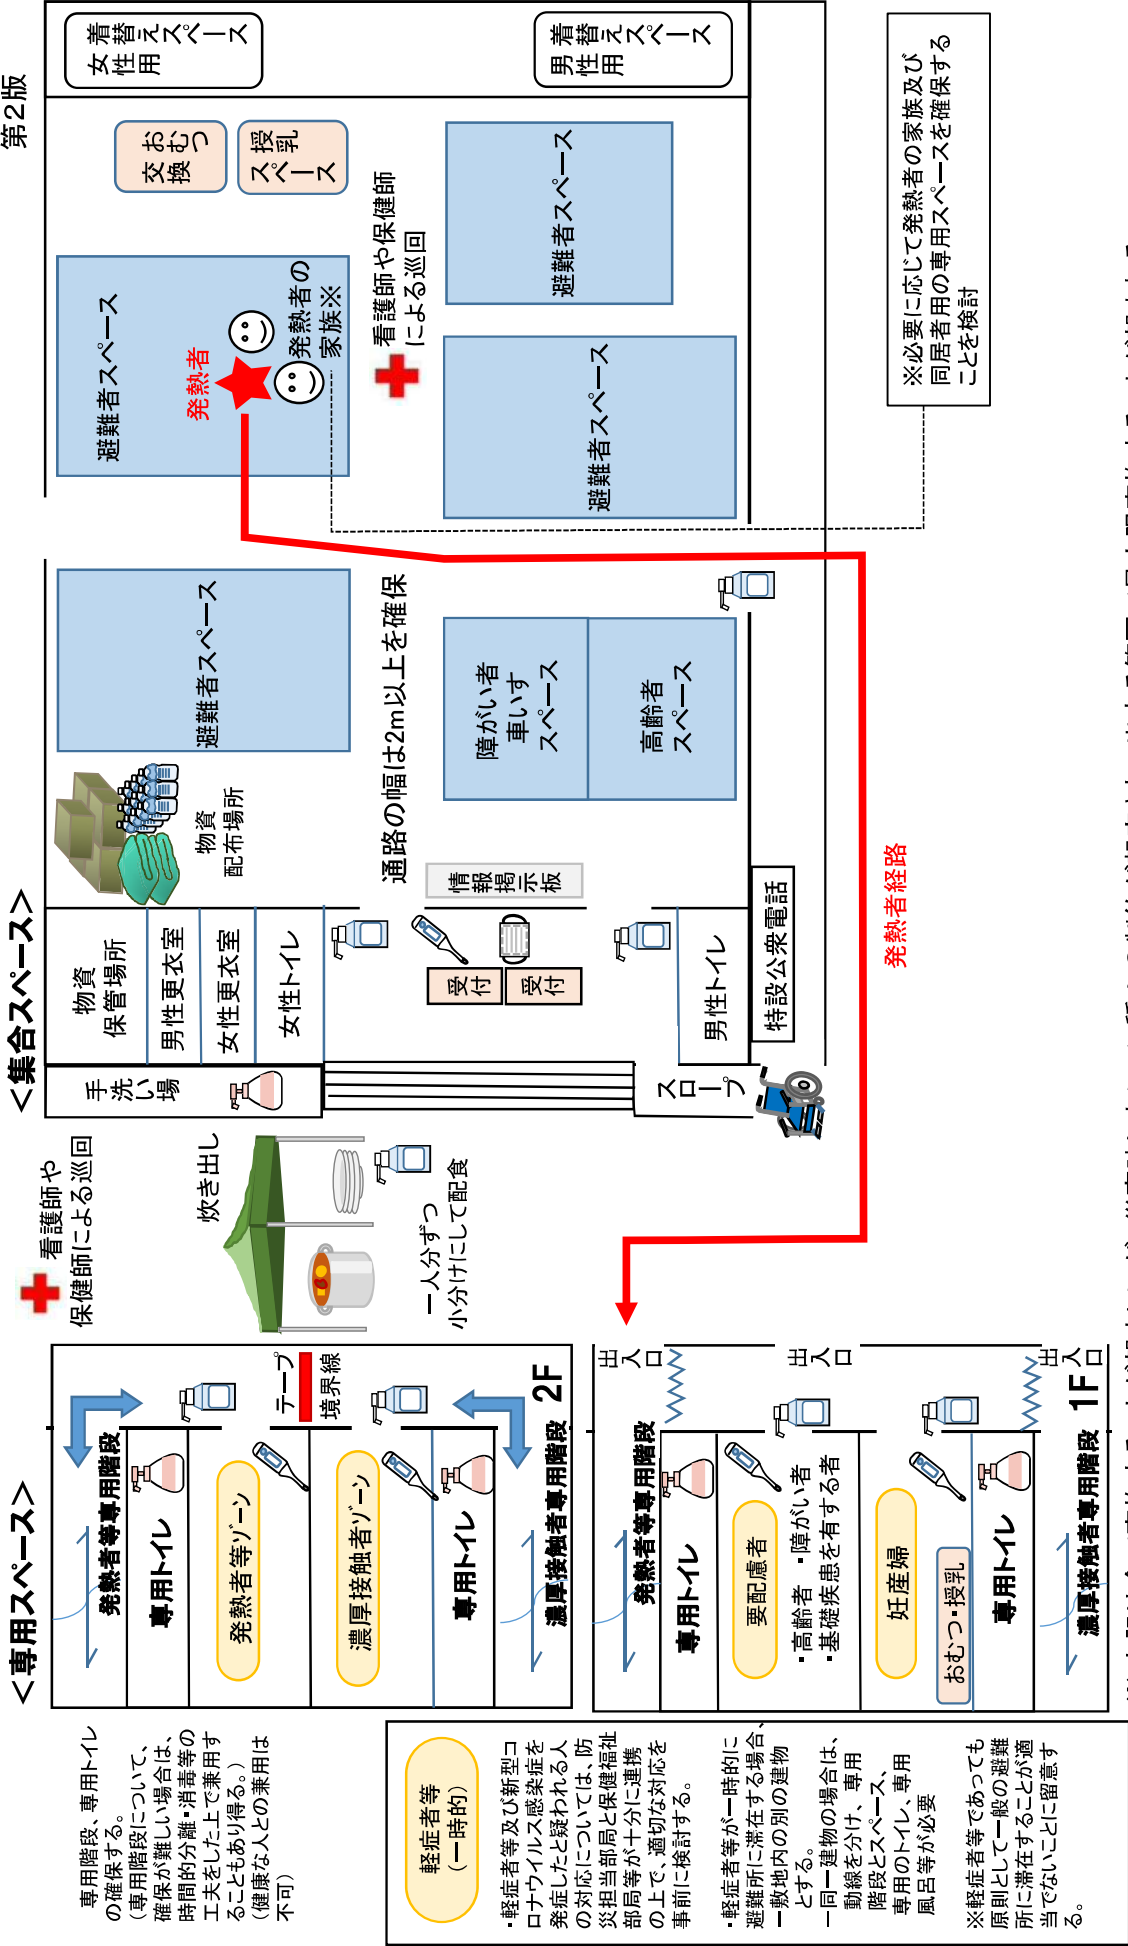 第２版
＜専用スペース＞
＜集合スペース＞
専用階段、専用トイレ
の確保する。
（専用階段について、
確保が難しい場合は、
時間的分離・消毒等の
工夫をした上で兼用す
ることもあり得る。）
（健康な人との兼用は
不可）
発熱者等専用階段
専用トイレ
発熱者等ゾーン
濃厚接触者ゾーン
専用トイレ
濃厚接触者専用階段
テープ
境界線
2F
発熱者等専用階段
専用トイレ
要配慮者
・高齢者　・障がい者
・基礎疾患を有する者
妊産婦
おむつ・授乳
専用トイレ
濃厚接触者専用階段
出入口
出入口
出入口
1F
軽症者等
（一時的）
・軽症者等及び新型コ
ロナウイルス感染症を
発症したと疑われる人
の対応については、防
災担当部局と保健福祉
部局等が十分に連携
の上で、適切な対応を
事前に検討する。
・軽症者等が一時的に
避難所に滞在する場合、
ー敷地内の別の建物
とする。
ー同一建物の場合は、
動線を分け、専用
階段とスペース、
専用のトイレ、専用
風呂等が必要
※軽症者等であっても
原則として一般の避難
所に滞在することが適
当でないことに留意す
る。
看護師や
保健師による巡回
炊き出し
一人分ずつ
小分けにして配食
手洗い場
スロープ
物資
保管場所
男性更衣室
女性更衣室
女性トイレ
受付
受付
男性トイレ
特設公衆電話
物資
配布場所
情報掲示板
通路の幅は2m以上を確保
避難者スペース
障がい者
車いす
スペース
高齢者
スペース
発熱者経路
避難者スペース
発熱者
発熱者の
家族※
看護師や保健師
による巡回
避難者スペース
避難者スペース
おむつ
交換
授乳
スペース
女性用
着替えスペース
男性用
着替えスペース
※必要に応じて発熱者の家族及び
同居者用の専用スペースを確保する
ことを検討